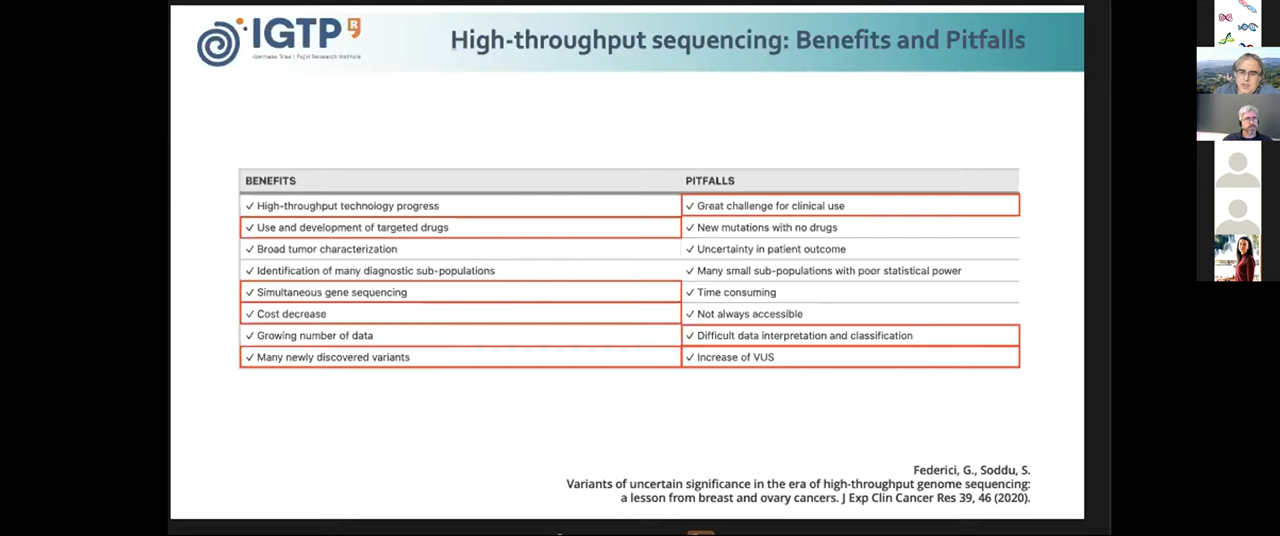 IGTP
R
Germans Trias i Pujol Research Institute
High-throughput sequencing: Benefits and Pitfalls
BENEFITS PITFALLS
✓ High-throughput technology progress ✓ Great challenge for clinical use
✓ Use and development of targeted drugs ✓ New mutations with no drugs
✓ Broad tumor characterization ✓ Uncertainty in patient outcome
✓ Identification of many diagnostic sub-populations ✓ Many small sub-populations with poor statistical power
✓ Simultaneous gene sequencing ✓ Time consuming
✓ Cost decrease ✓ Not always accessible
✓ Growing number of data ✓ Difficult data interpretation and classification
✓ Many newly discovered variants ✓ Increase of VUS
Federici, G., Soddu, S.
Variants of uncertain significance in the era of high-throughput genome sequencing:
a lesson from breast and ovary cancers. J Exp Clin Cancer Res 39, 46 (2020).